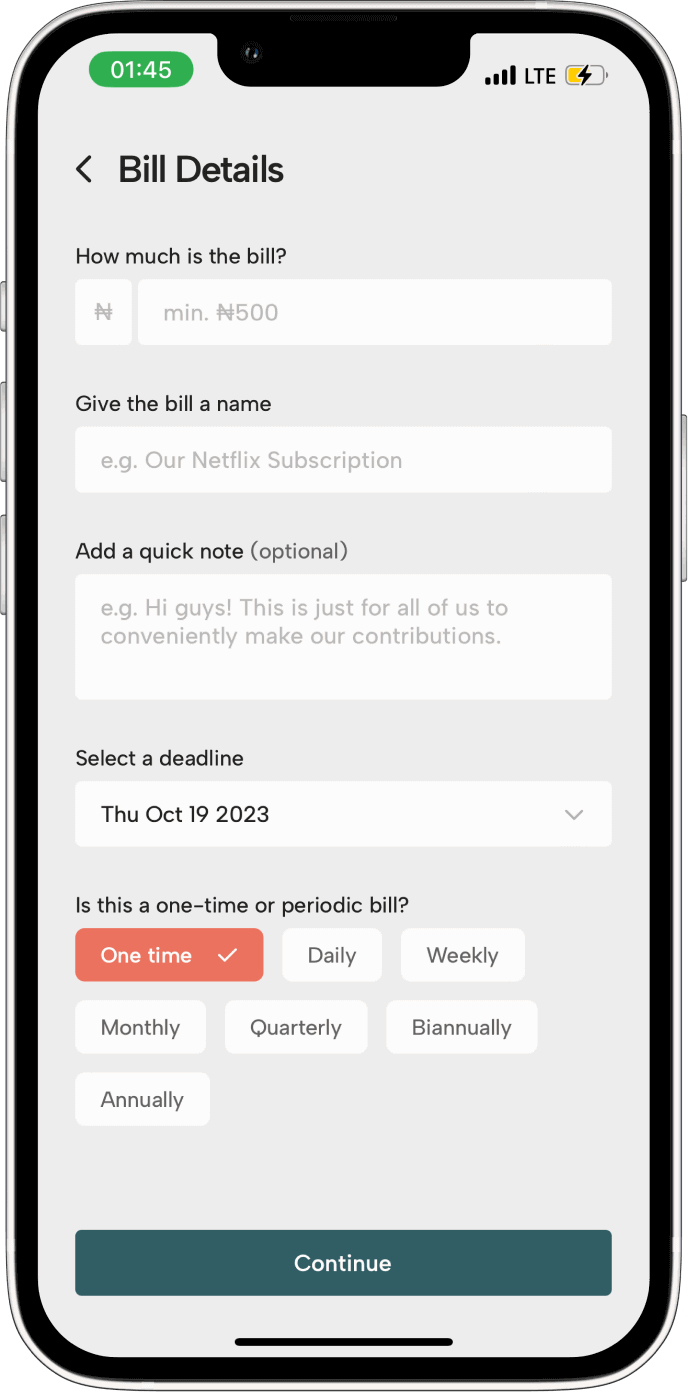 01:45
LTE
Bill Details
How much is the bill?
₦ min. ₦500
Give the bill a name
e.g. Our Netflix Subscription
Add a quick note (optional)
e.g. Hi guys! This is just for all of us to
conveniently make our contributions.
Select a deadline
Thu Oct 19 2023
Is this a one-time or periodic bill?
One time Daily Weekly
Monthly Quarterly Biannually
Annually
Continue